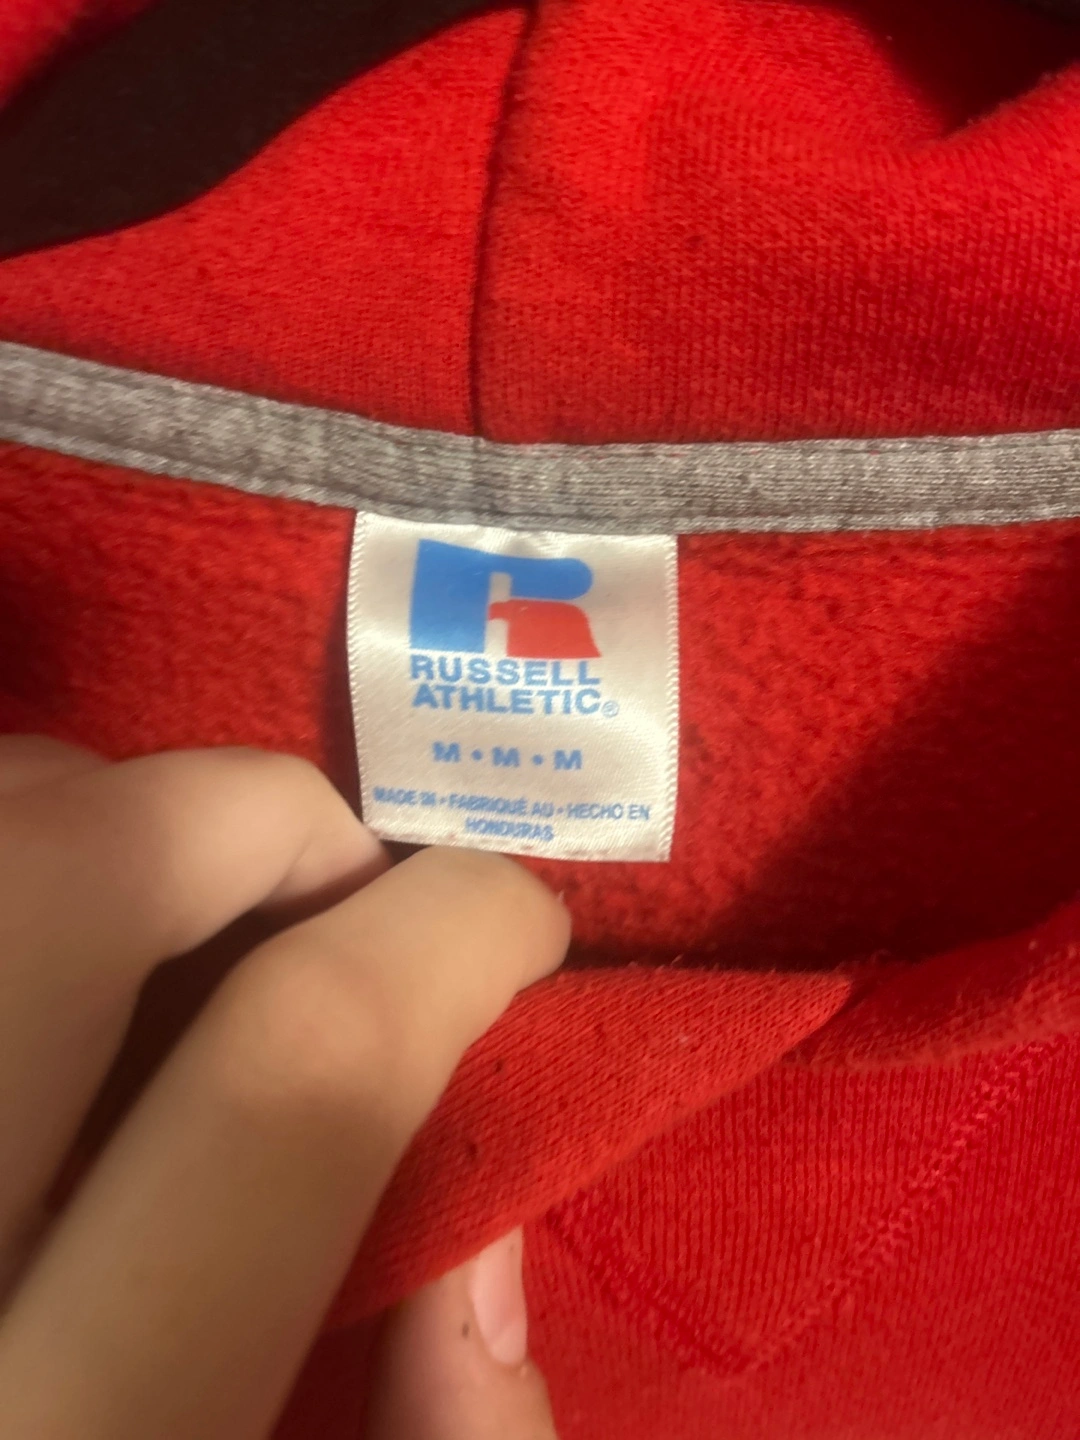 RUSSELL
ATHLETIC®
M • M • M
MADE IN • FABRIQUÉ AU • HECHO EN
HONDURAS